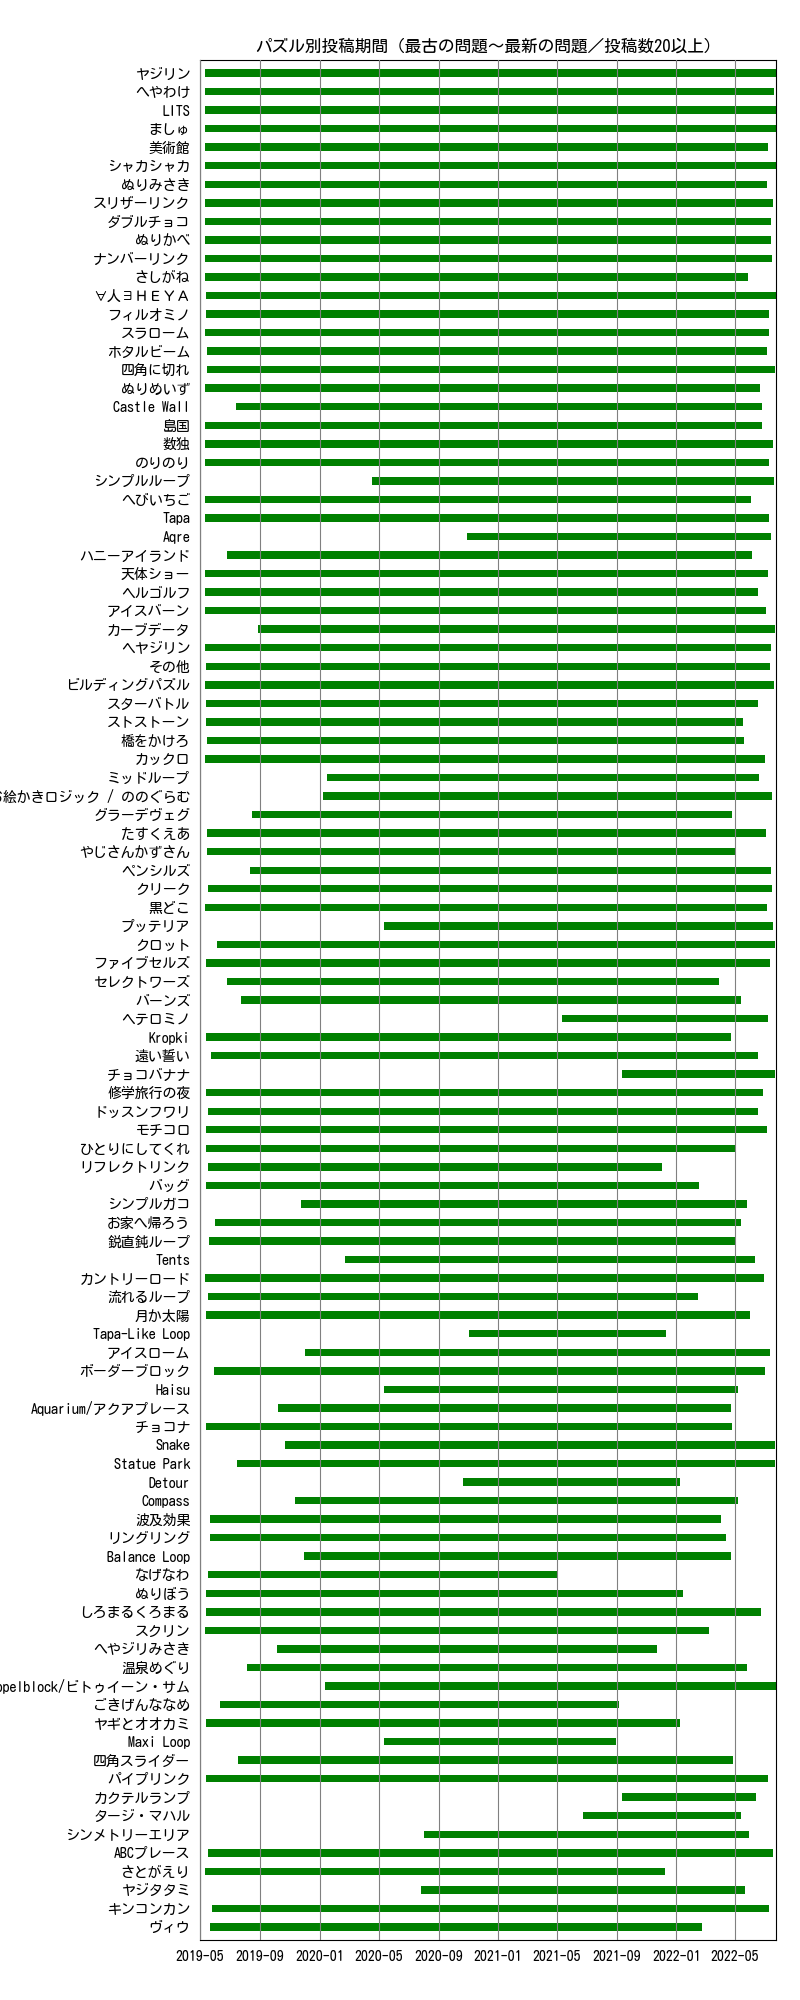 パズル別投稿期間（最古の問題〜最新の問題／投稿数20以上）
ヤジリン
へやわけ
LITS
ましゅ
美術館
シャカシャカ
ぬりみさき
スリザーリンク
ダブルチョコ
ぬりかべ
ナンバーリンク
さしがね
∀人∃ＨＥＹＡ
フィルオミノ
スラローム
ホタルビーム
四角に切れ
ぬりめいず
Castle Wall
島国
数独
のりのり
シンプルループ
へびいちご
Tapa
Aqre
ハニーアイランド
天体ショー
ヘルゴルフ
アイスバーン
カーブデータ
ヘヤジリン
その他
ビルディングパズル
スターバトル
ストストーン
橋をかけろ
カックロ
ミッドループ
絵かきロジック / ののぐらむ
グラーデヴェグ
たすくえあ
やじさんかずさん
ペンシルズ
クリーク
黒どこ
プッテリア
クロット
ファイブセルズ
セレクトワーズ
バーンズ
ヘテロミノ
Kropki
遠い誓い
チョコバナナ
修学旅行の夜
ドッスンフワリ
モチコロ
ひとりにしてくれ
リフレクトリンク
バッグ
シンプルガコ
お家へ帰ろう
鋭直鈍ループ
Tents
カントリーロード
流れるループ
月か太陽
Tapa-Like Loop
アイスローム
ボーダーブロック
Haisu
Aquarium/アクアプレース
チョコナ
Snake
Statue Park
Detour
Compass
波及効果
リングリング
Balance Loop
なげなわ
ぬりぼう
しろまるくろまる
スクリン
へやジリみさき
温泉めぐり
ppelblock/ビトゥイーン・サム
ごきげんななめ
ヤギとオオカミ
Maxi Loop
四角スライダー
パイプリンク
カクテルランプ
タージ・マハル
シンメトリーエリア
ABCプレース
さとがえり
ヤジタタミ
キンコンカン
ヴィウ
2019-05 2019-09 2020-01 2020-05 2020-09 2021-01 2021-05 2021-09 2022-01 2022-05